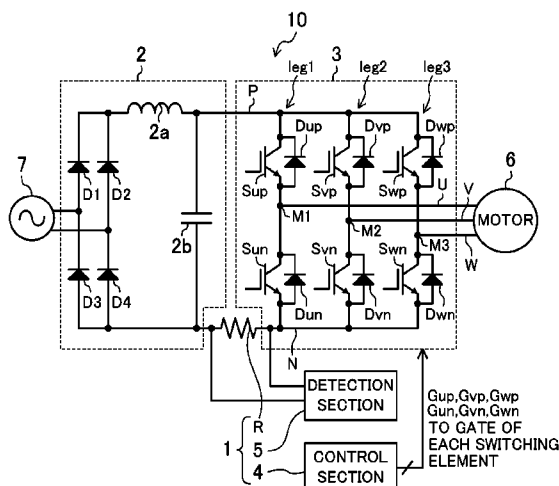 10
2
leg1
3
leg2
leg3
P
2a
7
D1
D2
Dup
Dvp
Dwp
6
Sup
Svp
Swp
U
V
MOTOR
M1
M2
M3
W
2b
Sun
Svn
Swn
D3
D4
Dun
Dvn
Dwn
N
DETECTION
SECTION
R
1
5
4
CONTROL
SECTION
Gup,Gvp,Gwp
Gun,Gvn,Gwn
TO GATE OF
EACH SWITCHING
ELEMENT